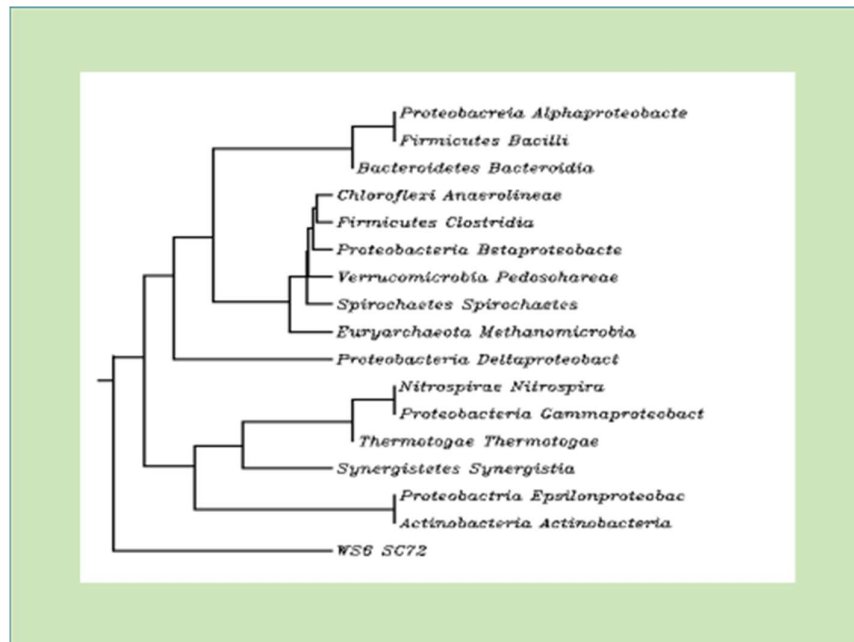 Proteobacreia Alphaproteobacte
Firmicutes Bacilli
Bacteroidetes Bacteroidia
Chloroflexi Anaerolineae
Firmicutes Clostridia
Proteobacteria Betaproteobacte
Verrucomicrobia Pedosohareae
Spirochaetes Spirochaetes
Euryarchaeota Methanomicrobia
Proteobacteria Deltaproteobact
Nitrospirae Nitrospira
Proteobacteria Gammaproteobact
Thermotogae Thermotogae
Synergistetes Synergistia
Proteobactria Epsilonproteobac
Actinobacteria Actinobacteria
WS6 SC72